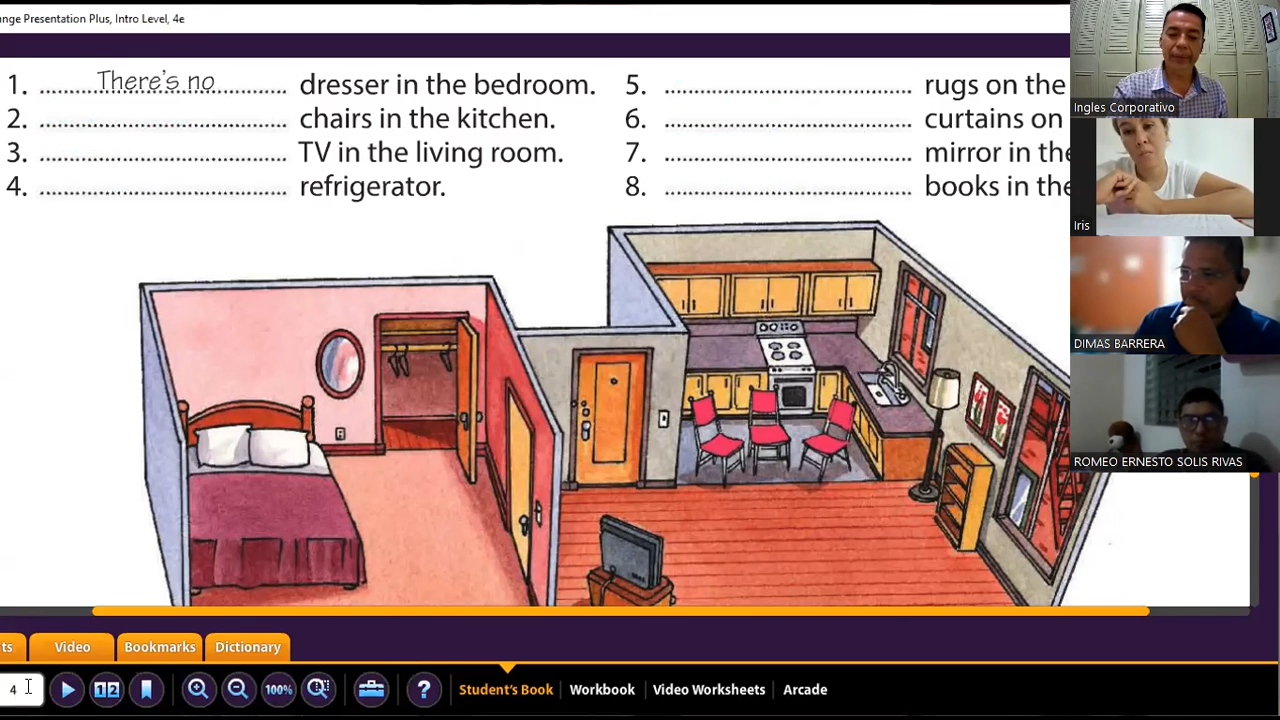 ange Presentation Plus, Intro Level, 4e
1. There's no dresser in the bedroom.
2. chairs in the kitchen.
3. TV in the living room.
4. refrigerator.
5. rugs on the
6. curtains on
7. mirror in the
8. books in the
Ingles Corporativo
Iris
DIMAS BARRERA
ROMEO ERNESTO SOLIS RIVAS
ts Video Bookmarks Dictionary
4 12 100% ? Student's Book Workbook Video Worksheets Arcade